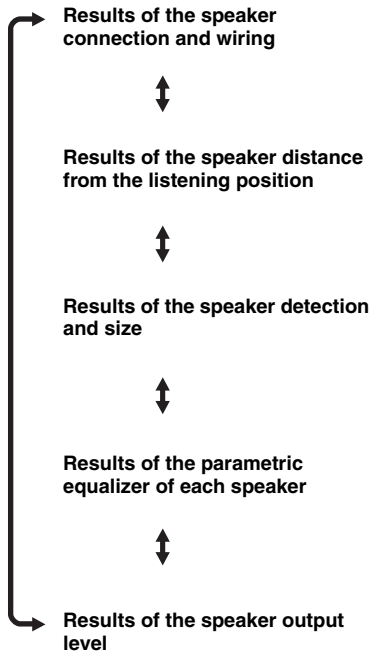 Results of the speaker
connection and wiring
Results of the speaker distance
from the listening position
Results of the speaker detection
and size
Results of the parametric
equalizer of each speaker
Results of the speaker output
level